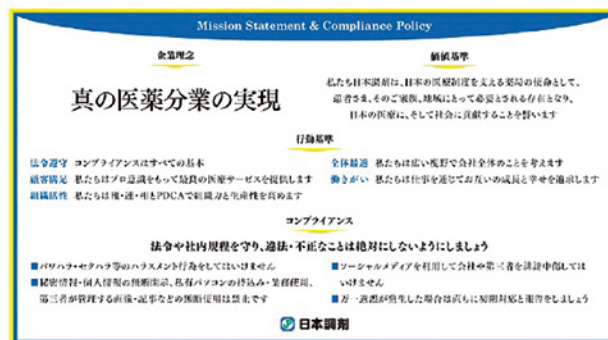 Mission Statement & Compliance Policy
企業理念
真の医薬分業の実現
価値基準
私たち日本調剤は、日本の医療制度を支える薬局の使命として、
患者さま、そのご家族、地域にとって必要とされる存在となり、
日本の医療に、そして社会に貢献することを誓います
行動基準
法令遵守 コンプライアンスはすべての基本
顧客満足 私たちはプロ意識をもって最良の医療サービスを提供します
組織活性 私たちは報・連・相とPDCAで組織力と生産性を高めます
全体最適 私たちは広い視野で会社全体のことを考えます
働きがい 私たちは仕事を通じてお互いの成長と幸せを追求します
コンプライアンス
法令や社内規程を守り、違法・不正なことは絶対にしないようにしましょう
■パワハラ・セクハラ等のハラスメント行為をしてはいけません
■秘密情報・個人情報の無断開示、私有パソコンの持込み・業務使用、
第三者が管理する画像・記事などの無断使用は禁止です
■ソーシャルメディアを利用して会社や第三者を誹謗中傷しては
いけません
■万一過誤が発生した場合は直ちに初期対応と報告をしましょう
日本調剤